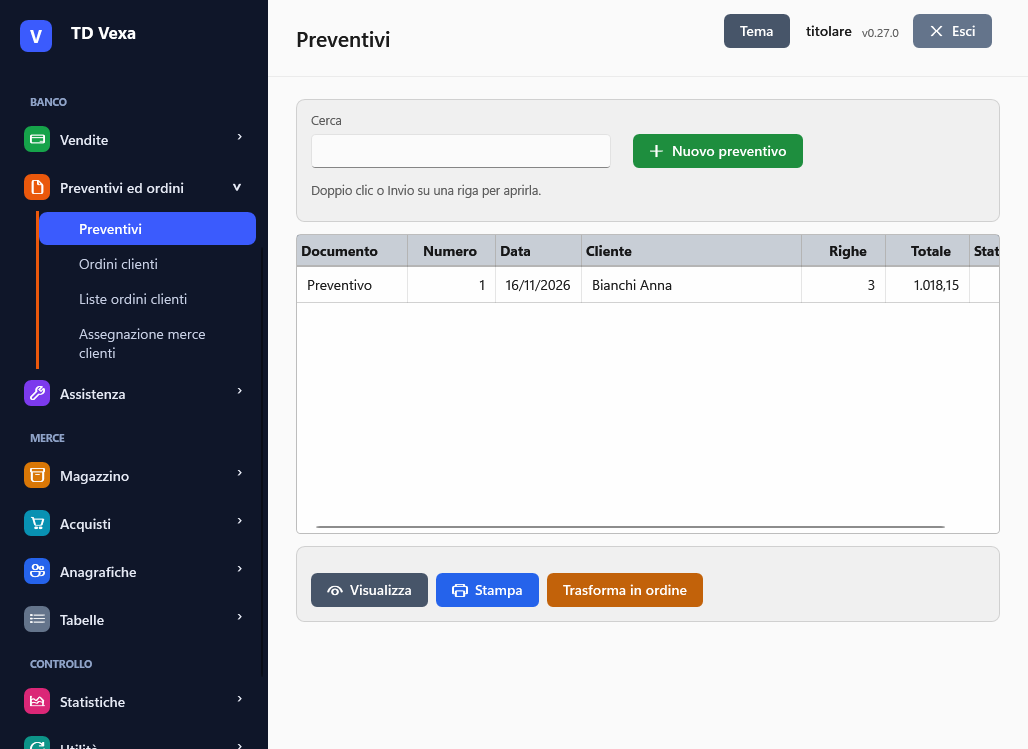 V TD Vexa
BANCO
Vendite
Preventivi ed ordini
Preventivi
Ordini clienti
Liste ordini clienti
Assegnazione merce
clienti
Assistenza
MERCE
Magazzino
Acquisti
Anagrafiche
Tabelle
CONTROLLO
Statistiche
Utilità
Preventivi
Tema titolare v0.27.0 Esci
Cerca
Nuovo preventivo
Doppio clic o Invio su una riga per aprirla.
Documento Numero Data Cliente Righe Totale Stat
Preventivo 1 16/11/2026 Bianchi Anna 3 1.018,15
Visualizza Stampa Trasforma in ordine